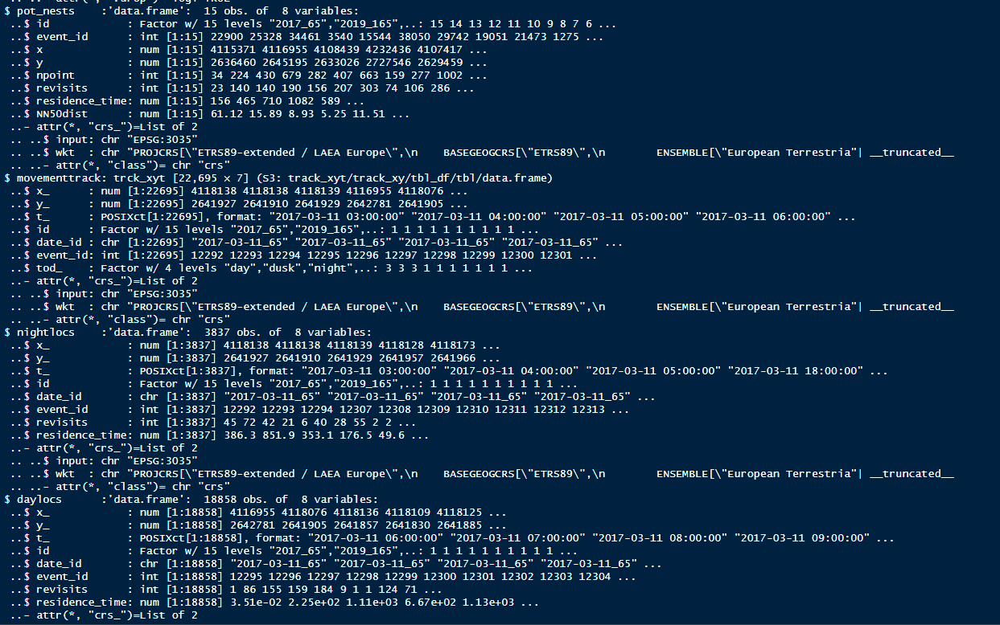 $ pot_nests    :'data.frame':  15 obs. of  8 variables:
 ..$ id            : Factor w/ 15 levels "2017_65","2019_165",..: 15 14 13 12 11 10 9 8 7 6 ...
 ..$ event_id      : int [1:15] 22900 25328 34461 3540 15544 38050 29742 19051 21473 1275 ...
 ..$ x             : num [1:15] 4115371 4116955 4108439 4232436 4107417 ...
 ..$ y             : num [1:15] 2636460 2645195 2633026 2727546 2629459 ...
 ..$ npoint        : int [1:15] 34 224 430 679 282 407 663 159 277 1002 ...
 ..$ revisits      : int [1:15] 23 140 140 190 156 207 303 74 106 286 ...
 ..$ residence_time: num [1:15] 156 465 710 1082 589 ...
 ..$ NN50dist      : num [1:15] 61.12 15.89 8.93 5.25 11.51 ...
 ..- attr(*, "crs_")=List of 2
 .. ..$ input: chr "EPSG:3035"
 .. ..$ wkt  : chr "PROJCRS[\"ETRS89-extended / LAEA Europe\",\n    BASEGEOGCRS[\"ETRS89\",\n        ENSEMBLE[\"European Terrestria"| __truncated__
 .. ..- attr(*, "class")= chr "crs"
$ movementtrack: trck_xyt [22,695 x 7] (S3: track_xyt/track_xy/tbl_df/tbl/data.frame)
 ..$ x_      : num [1:22695] 4118138 4118138 4118139 4116955 4118076 ...
 ..$ y_      : num [1:22695] 2641927 2641910 2641929 2642781 2641905 ...
 ..$ t_      : POSIXct[1:22695], format: "2017-03-11 03:00:00" "2017-03-11 04:00:00" "2017-03-11 05:00:00" "2017-03-11 06:00:00" ...
 ..$ id      : Factor w/ 15 levels "2017_65","2019_165",..: 1 1 1 1 1 1 1 1 1 1 ...
 ..$ date_id : chr [1:22695] "2017-03-11_65" "2017-03-11_65" "2017-03-11_65" "2017-03-11_65" ...
 ..$ event_id: int [1:22695] 12292 12293 12294 12295 12296 12297 12298 12299 12300 12301 ...
 ..$ tod_    : Factor w/ 4 levels "day","dusk","night",..: 3 3 3 1 1 1 1 1 1 1 ...
 ..- attr(*, "crs_")=List of 2
 .. ..$ input: chr "EPSG:3035"
 .. ..$ wkt  : chr "PROJCRS[\"ETRS89-extended / LAEA Europe\",\n    BASEGEOGCRS[\"ETRS89\",\n        ENSEMBLE[\"European Terrestria"| __truncated__
 .. ..- attr(*, "class")= chr "crs"
$ nightlocs    :'data.frame':  3837 obs. of  8 variables:
 ..$ x_            : num [1:3837] 4118138 4118138 4118139 4118128 4118173 ...
 ..$ y_            : num [1:3837] 2641927 2641910 2641929 2641957 2641966 ...
 ..$ t_            : POSIXct[1:3837], format: "2017-03-11 03:00:00" "2017-03-11 04:00:00" "2017-03-11 05:00:00" "2017-03-11 18:00:00" ...
 ..$ id            : Factor w/ 15 levels "2017_65","2019_165",..: 1 1 1 1 1 1 1 1 1 1 ...
 ..$ date_id       : chr [1:3837] "2017-03-11_65" "2017-03-11_65" "2017-03-11_65" "2017-03-11_65" ...
 ..$ event_id      : int [1:3837] 12292 12293 12294 12307 12308 12309 12310 12311 12312 12313 ...
 ..$ revisits      : int [1:3837] 45 72 42 21 6 40 28 55 2 2 ...
 ..$ residence_time: num [1:3837] 386.3 851.9 353.1 176.5 49.6 ...
 ..- attr(*, "crs_")=List of 2
 .. ..$ input: chr "EPSG:3035"
 .. ..$ wkt  : chr "PROJCRS[\"ETRS89-extended / LAEA Europe\",\n    BASEGEOGCRS[\"ETRS89\",\n        ENSEMBLE[\"European Terrestria"| __truncated__
 .. ..- attr(*, "class")= chr "crs"
$ daylocs      :'data.frame':  18858 obs. of  8 variables:
 ..$ x_            : num [1:18858] 4116955 4118076 4118136 4118109 4118125 ...
 ..$ y_            : num [1:18858] 2642781 2641905 2641857 2641830 2641885 ...
 ..$ t_            : POSIXct[1:18858], format: "2017-03-11 06:00:00" "2017-03-11 07:00:00" "2017-03-11 08:00:00" "2017-03-11 09:00:00" ...
 ..$ id            : Factor w/ 15 levels "2017_65","2019_165",..: 1 1 1 1 1 1 1 1 1 1 ...
 ..$ date_id       : chr [1:18858] "2017-03-11_65" "2017-03-11_65" "2017-03-11_65" "2017-03-11_65" ...
 ..$ event_id      : int [1:18858] 12295 12296 12297 12298 12299 12300 12301 12302 12303 12304 ...
 ..$ revisits      : int [1:18858] 1 86 155 159 184 9 1 1 124 71 ...
 ..$ residence_time: num [1:18858] 3.51e-02 2.25e+02 1.11e+03 6.67e+02 1.13e+03 ...
 ..- attr(*, "crs_")=List of 2